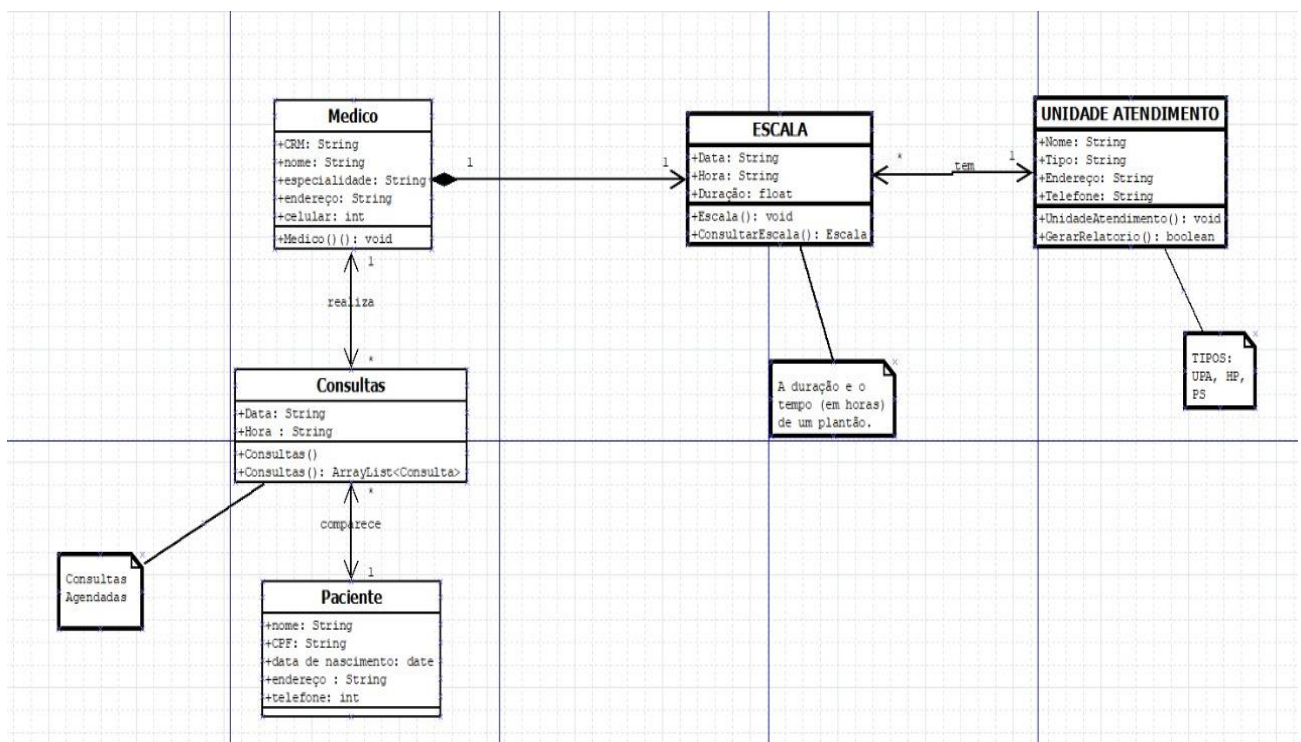 Medico
+CRM: String
+nome: String
+especialidade: String
+endereço: String
+celular: int
+Medico()(): void
1
1
ESCALA
+Data: String
+Hora: String
+Duração: float
+Escala(): void
+ConsultarEscala(): Escala
*
tem
1
UNIDADE ATENDIMENTO
+Nome: String
+Tipo: String
+Endereço: String
+Telefone: String
+UnidadeAtendimento(): void
+GerarRelatorio(): boolean
1
realiza
*
A duração e o
tempo (em horas)
de um plantão.
TIPOS:
UPA, HP,
PS
Consultas
+Data: String
+Hora : String
+Consultas()
+Consultas(): ArrayList<Consulta>
*
comparece
1
Consultas
Agendadas
Paciente
+nome: String
+CPF: String
+data de nascimento: date
+endereço : String
+telefone: int